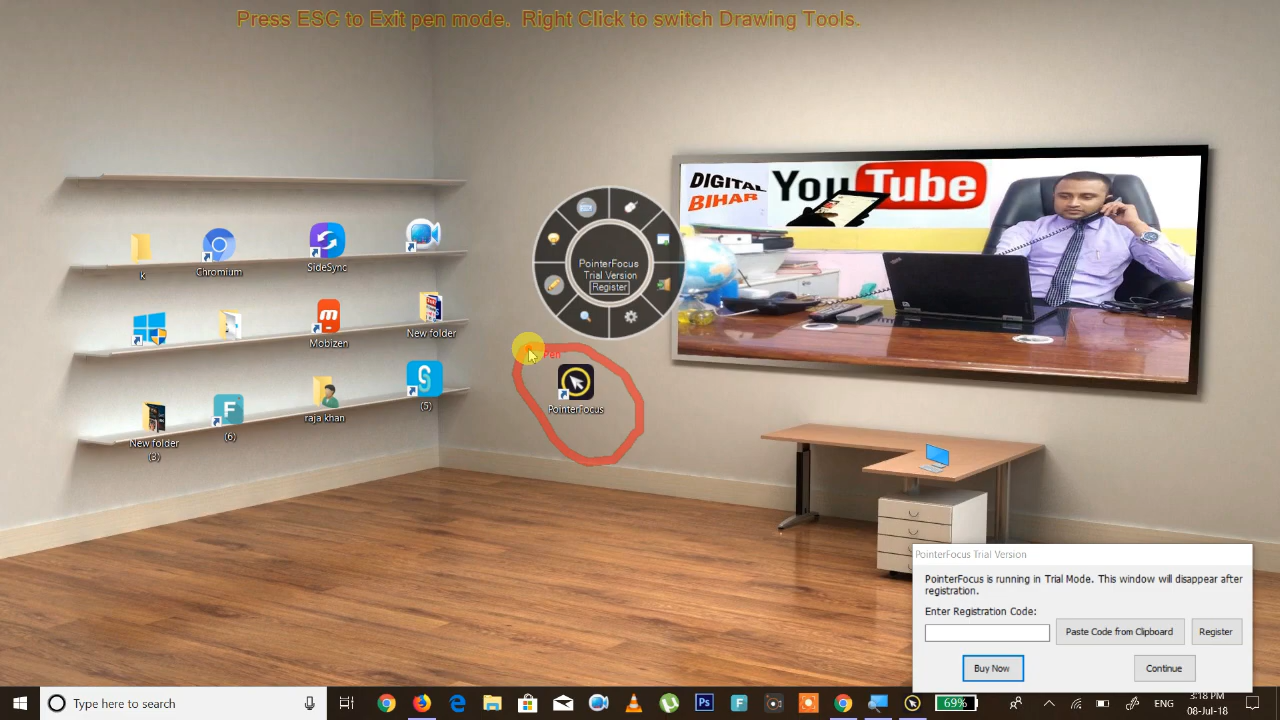 Press ESC to Exit pen mode.  Right Click to switch Drawing Tools.
DIGITAL
BIHAR
YouTube
PointerFocus
Trial Version
Register
K
Chromium
SideSync
Mobizen
New folder
Pen
PointerFocus
New folder
(3)
(6)
raja khan
(5)
PointerFocus Trial Version
PointerFocus is running in Trial Mode. This window will disappear after
registration.
Enter Registration Code:
Paste Code from Clipboard
Register
Buy Now
Continue
Type here to search
Ps
F
69%
ENG
3:18 PM
08-Jul-18